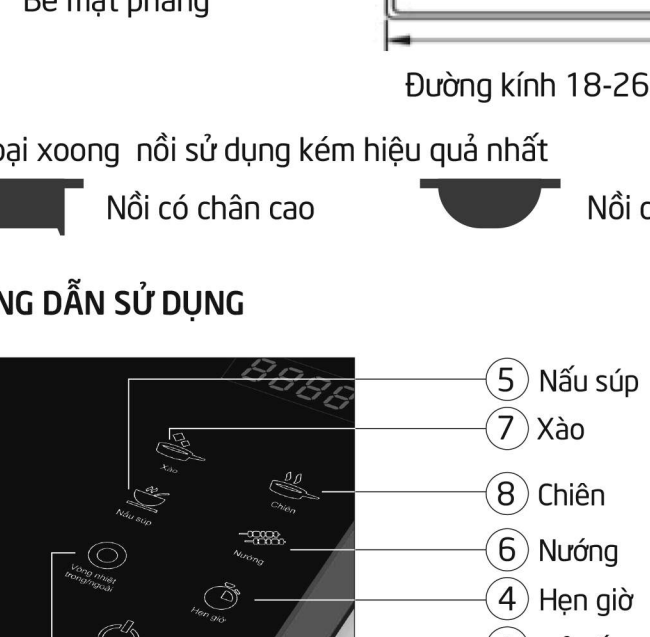 Bề mặt phẳng
Đường kính 18-26
oại xoong nồi sử dụng kém hiệu quả nhất
Nồi có chân cao
Nồi
NG DẪN SỬ DỤNG
8888
5 Nấu súp
7 Xào
Xào
8 Chiên
Chiên
Nấu súp
6 Nướng
Nướng
Vòng nhiệt
trong/ngoài
4 Hẹn giờ
Hẹn giờ